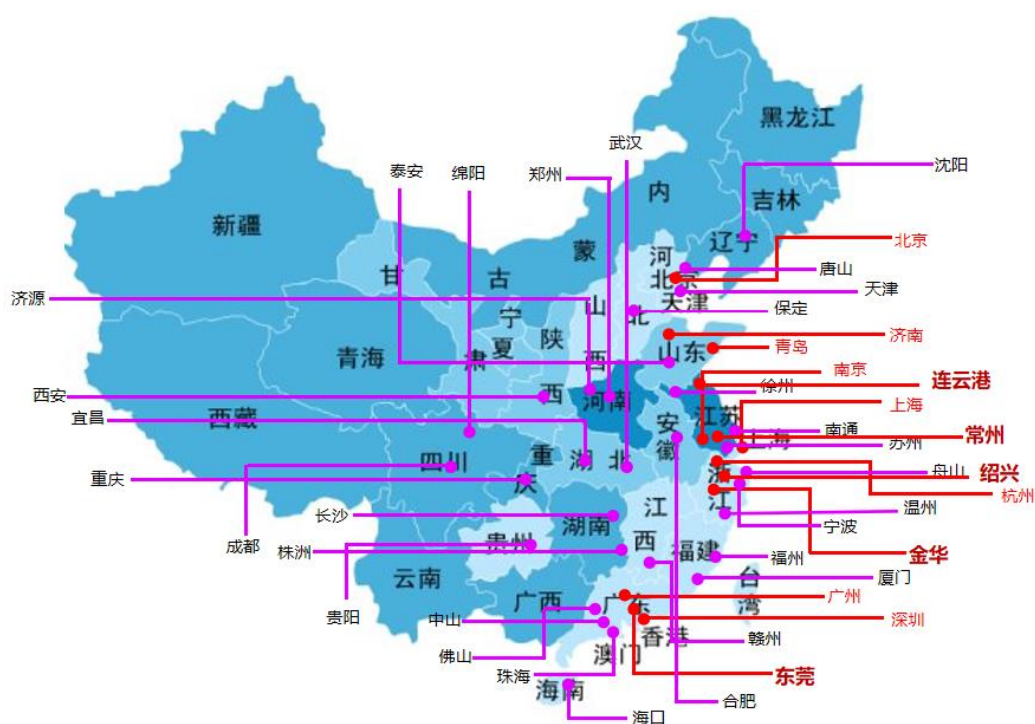 黑龙江
武汉
泰安
绵阳
郑州
沈阳
内
吉林
新疆
辽宁
北京
蒙
河
甘
古
北京
唐山
济源
天津
天津
山
北
保定
宁
陕
夏
济南
青海
肃
山东
青岛
西
南京
连云港
徐州
西安
西
河南
上海
西藏
江苏
宜昌
安
徽
南通
上海
常州
苏州
四川
重
湖
北
舟山
重庆
庆
浙
绍兴
江
杭州
江
温州
长沙
湖南
宁波
成都
株洲
贵州
西
福建
福州
金华
云南
厦门
台
湾
贵阳
广西
广东
广州
中山
深圳
香港
赣州
佛山
澳门
珠海
东莞
海南
合肥
海口